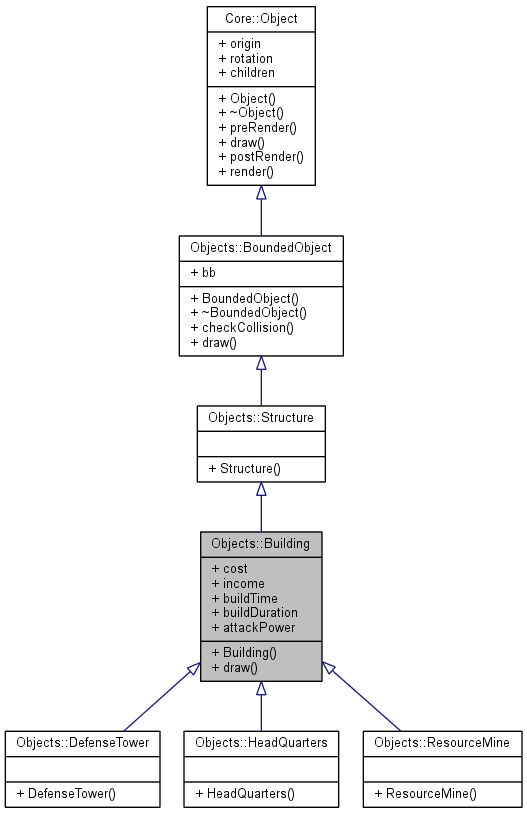 Core::Object
+ origin
+ rotation
+ children
+ Object()
+ ~Object()
+ preRender()
+ draw()
+ postRender()
+ render()
Objects::BoundedObject
+ bb
+ BoundedObject()
+ ~BoundedObject()
+ checkCollision()
+ draw()
Objects::Structure
+ Structure()
Objects::Building
+ cost
+ income
+ buildTime
+ buildDuration
+ attackPower
+ Building()
+ draw()
Objects::DefenseTower
+ DefenseTower()
Objects::HeadQuarters
+ HeadQuarters()
Objects::ResourceMine
+ ResourceMine()